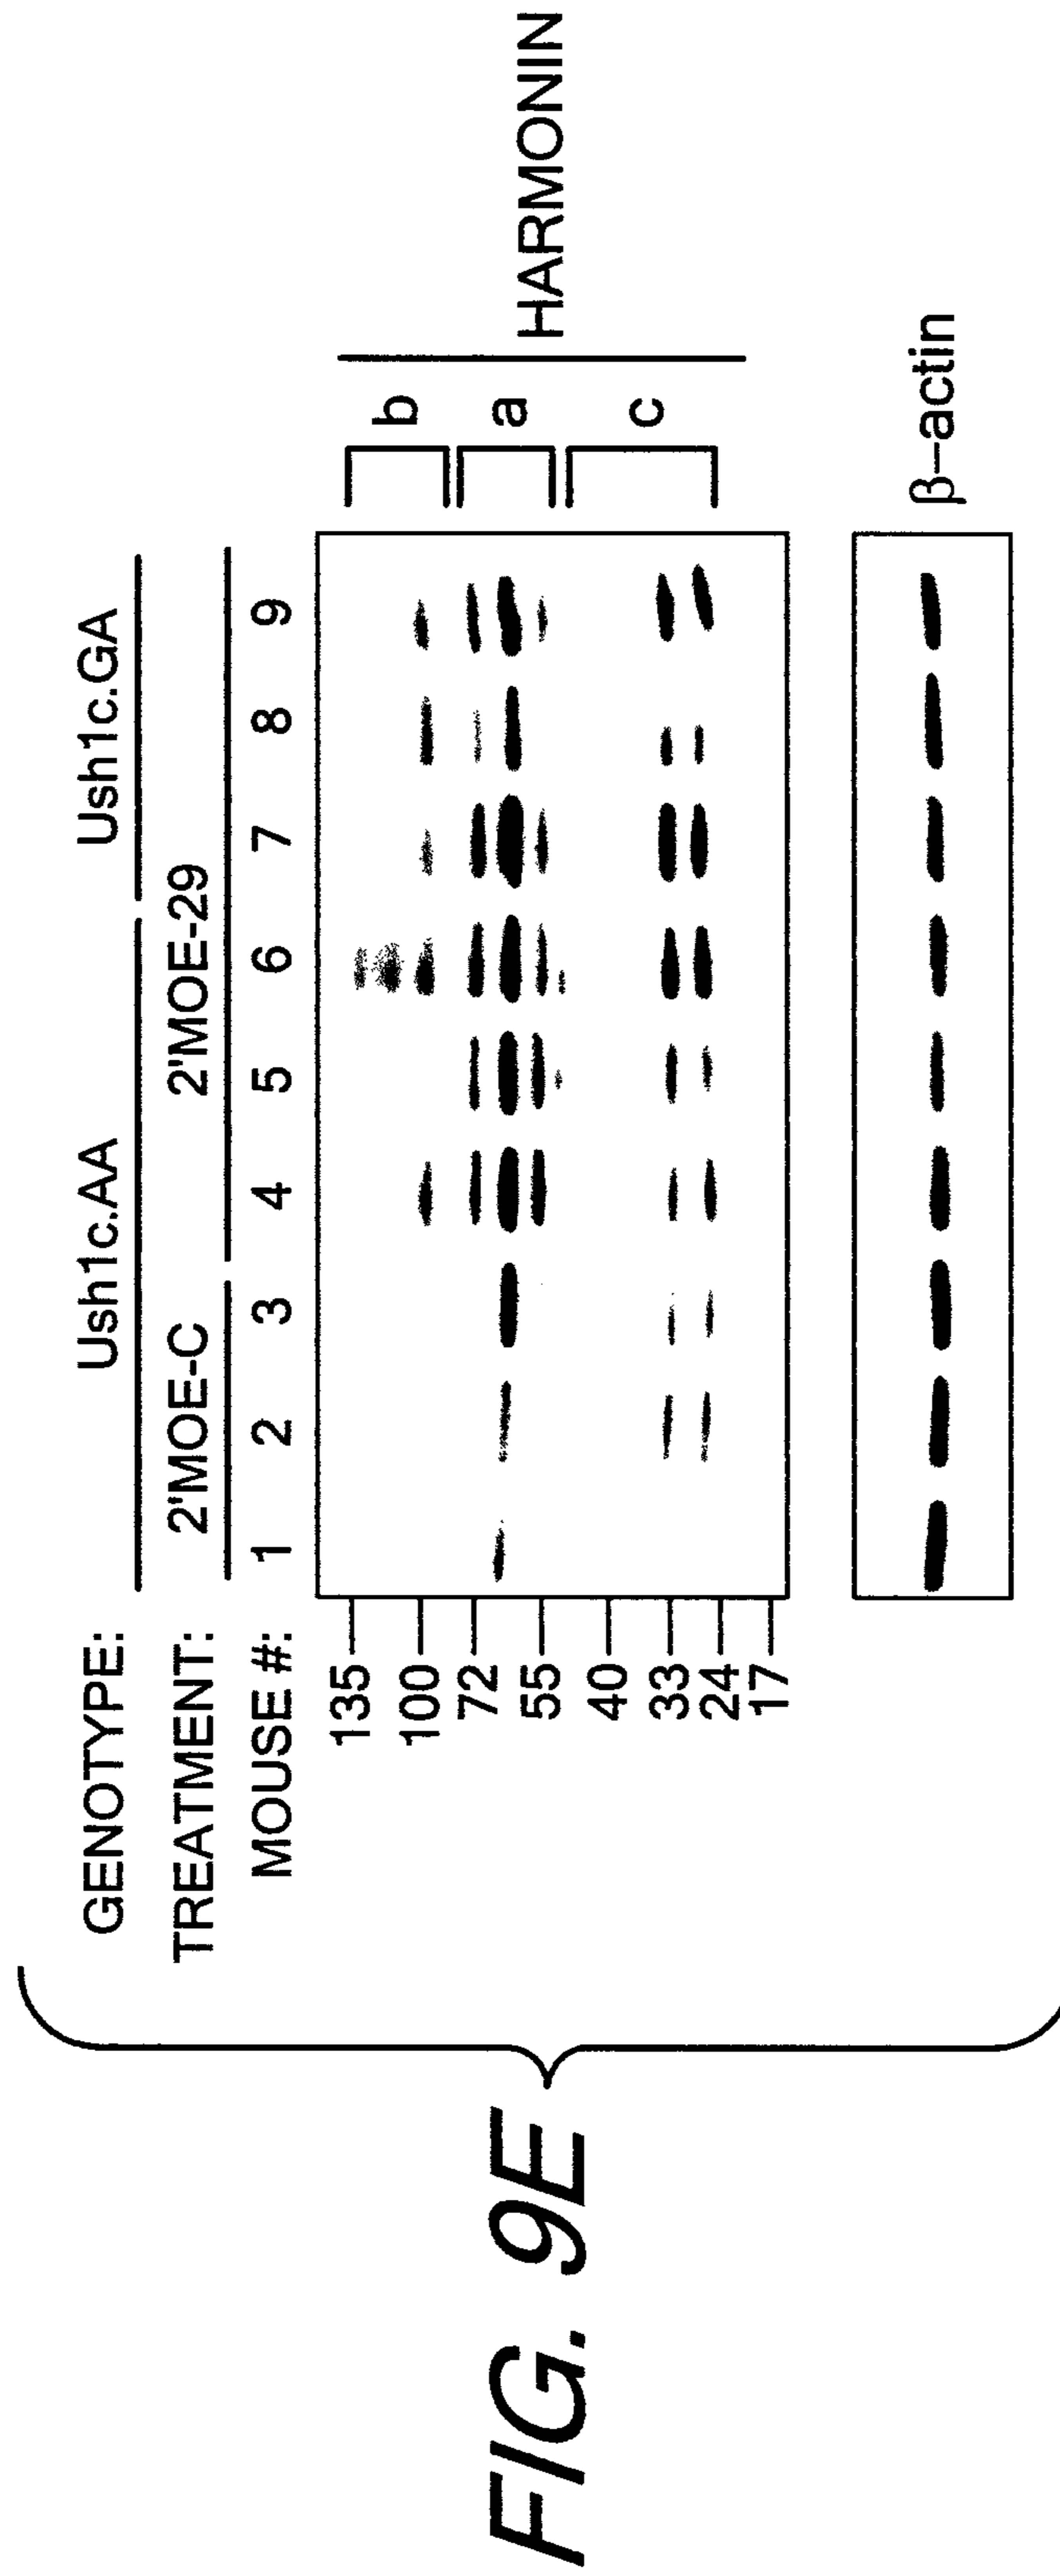 FIG. 9E
GENOTYPE: Ush1c.AA Ush1c.GA
TREATMENT: 2'MOE-C 2'MOE-29
MOUSE #: 1 2 3 4 5 6 7 8 9
135
100
72
55
40
33
24
17
b
a
c
HARMONIN
β–actin